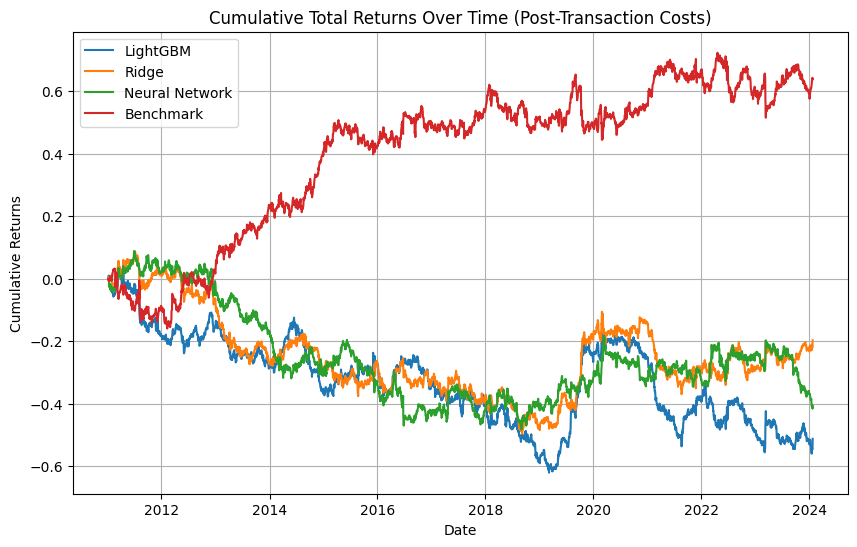 Cumulative Total Returns Over Time (Post-Transaction Costs)
LightGBM
Ridge
Neural Network
Benchmark
Cumulative Returns
0.6
0.4
0.2
0.0
−0.2
−0.4
−0.6
2012 2014 2016 2018 2020 2022 2024
Date